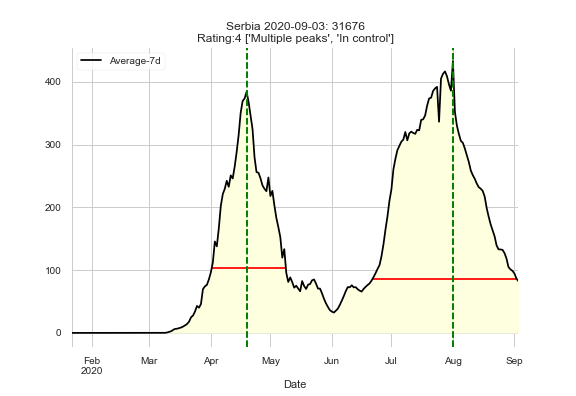 Serbia 2020-09-03: 31676
Rating:4 ['Multiple peaks', 'In control']
Average-7d
400
300
200
100
0
Feb Mar Apr May Jun Jul Aug Sep
2020
Date